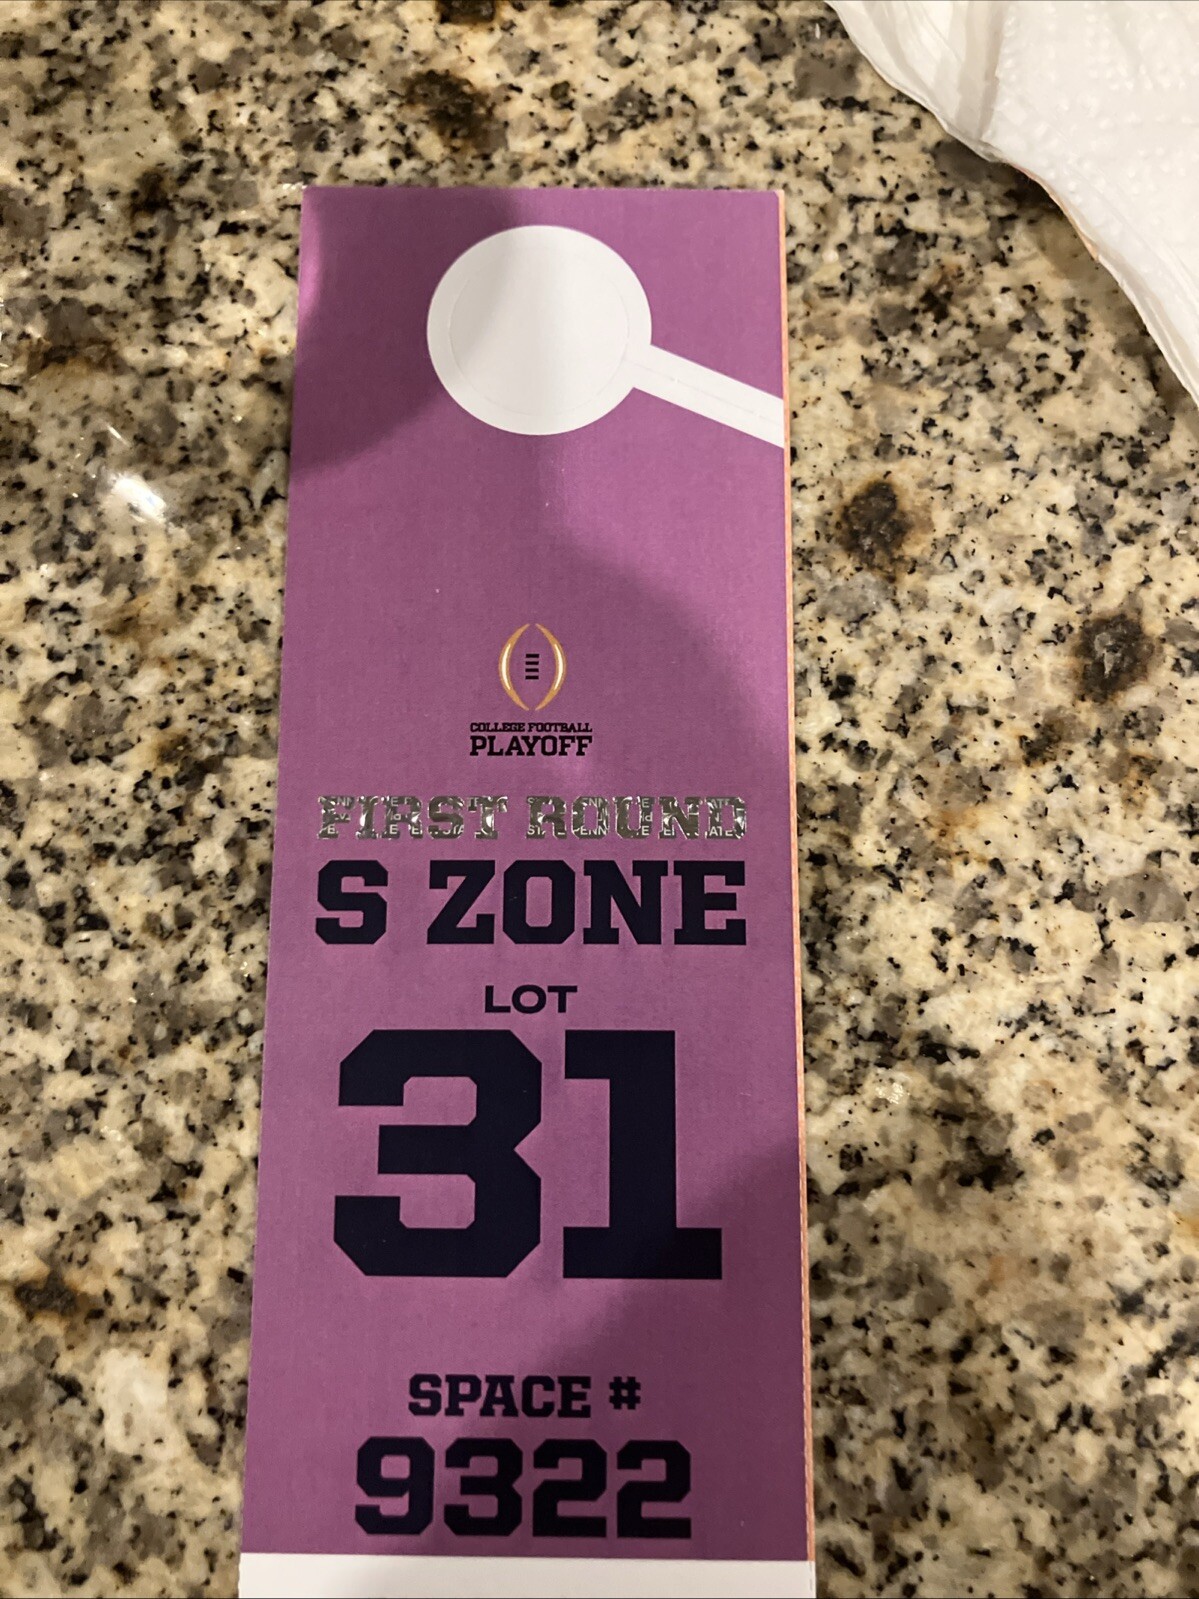 COLLEGE FOOTBALL
PLAYOFF
FIRST ROUND
S ZONE
LOT
31
SPACE #
9322